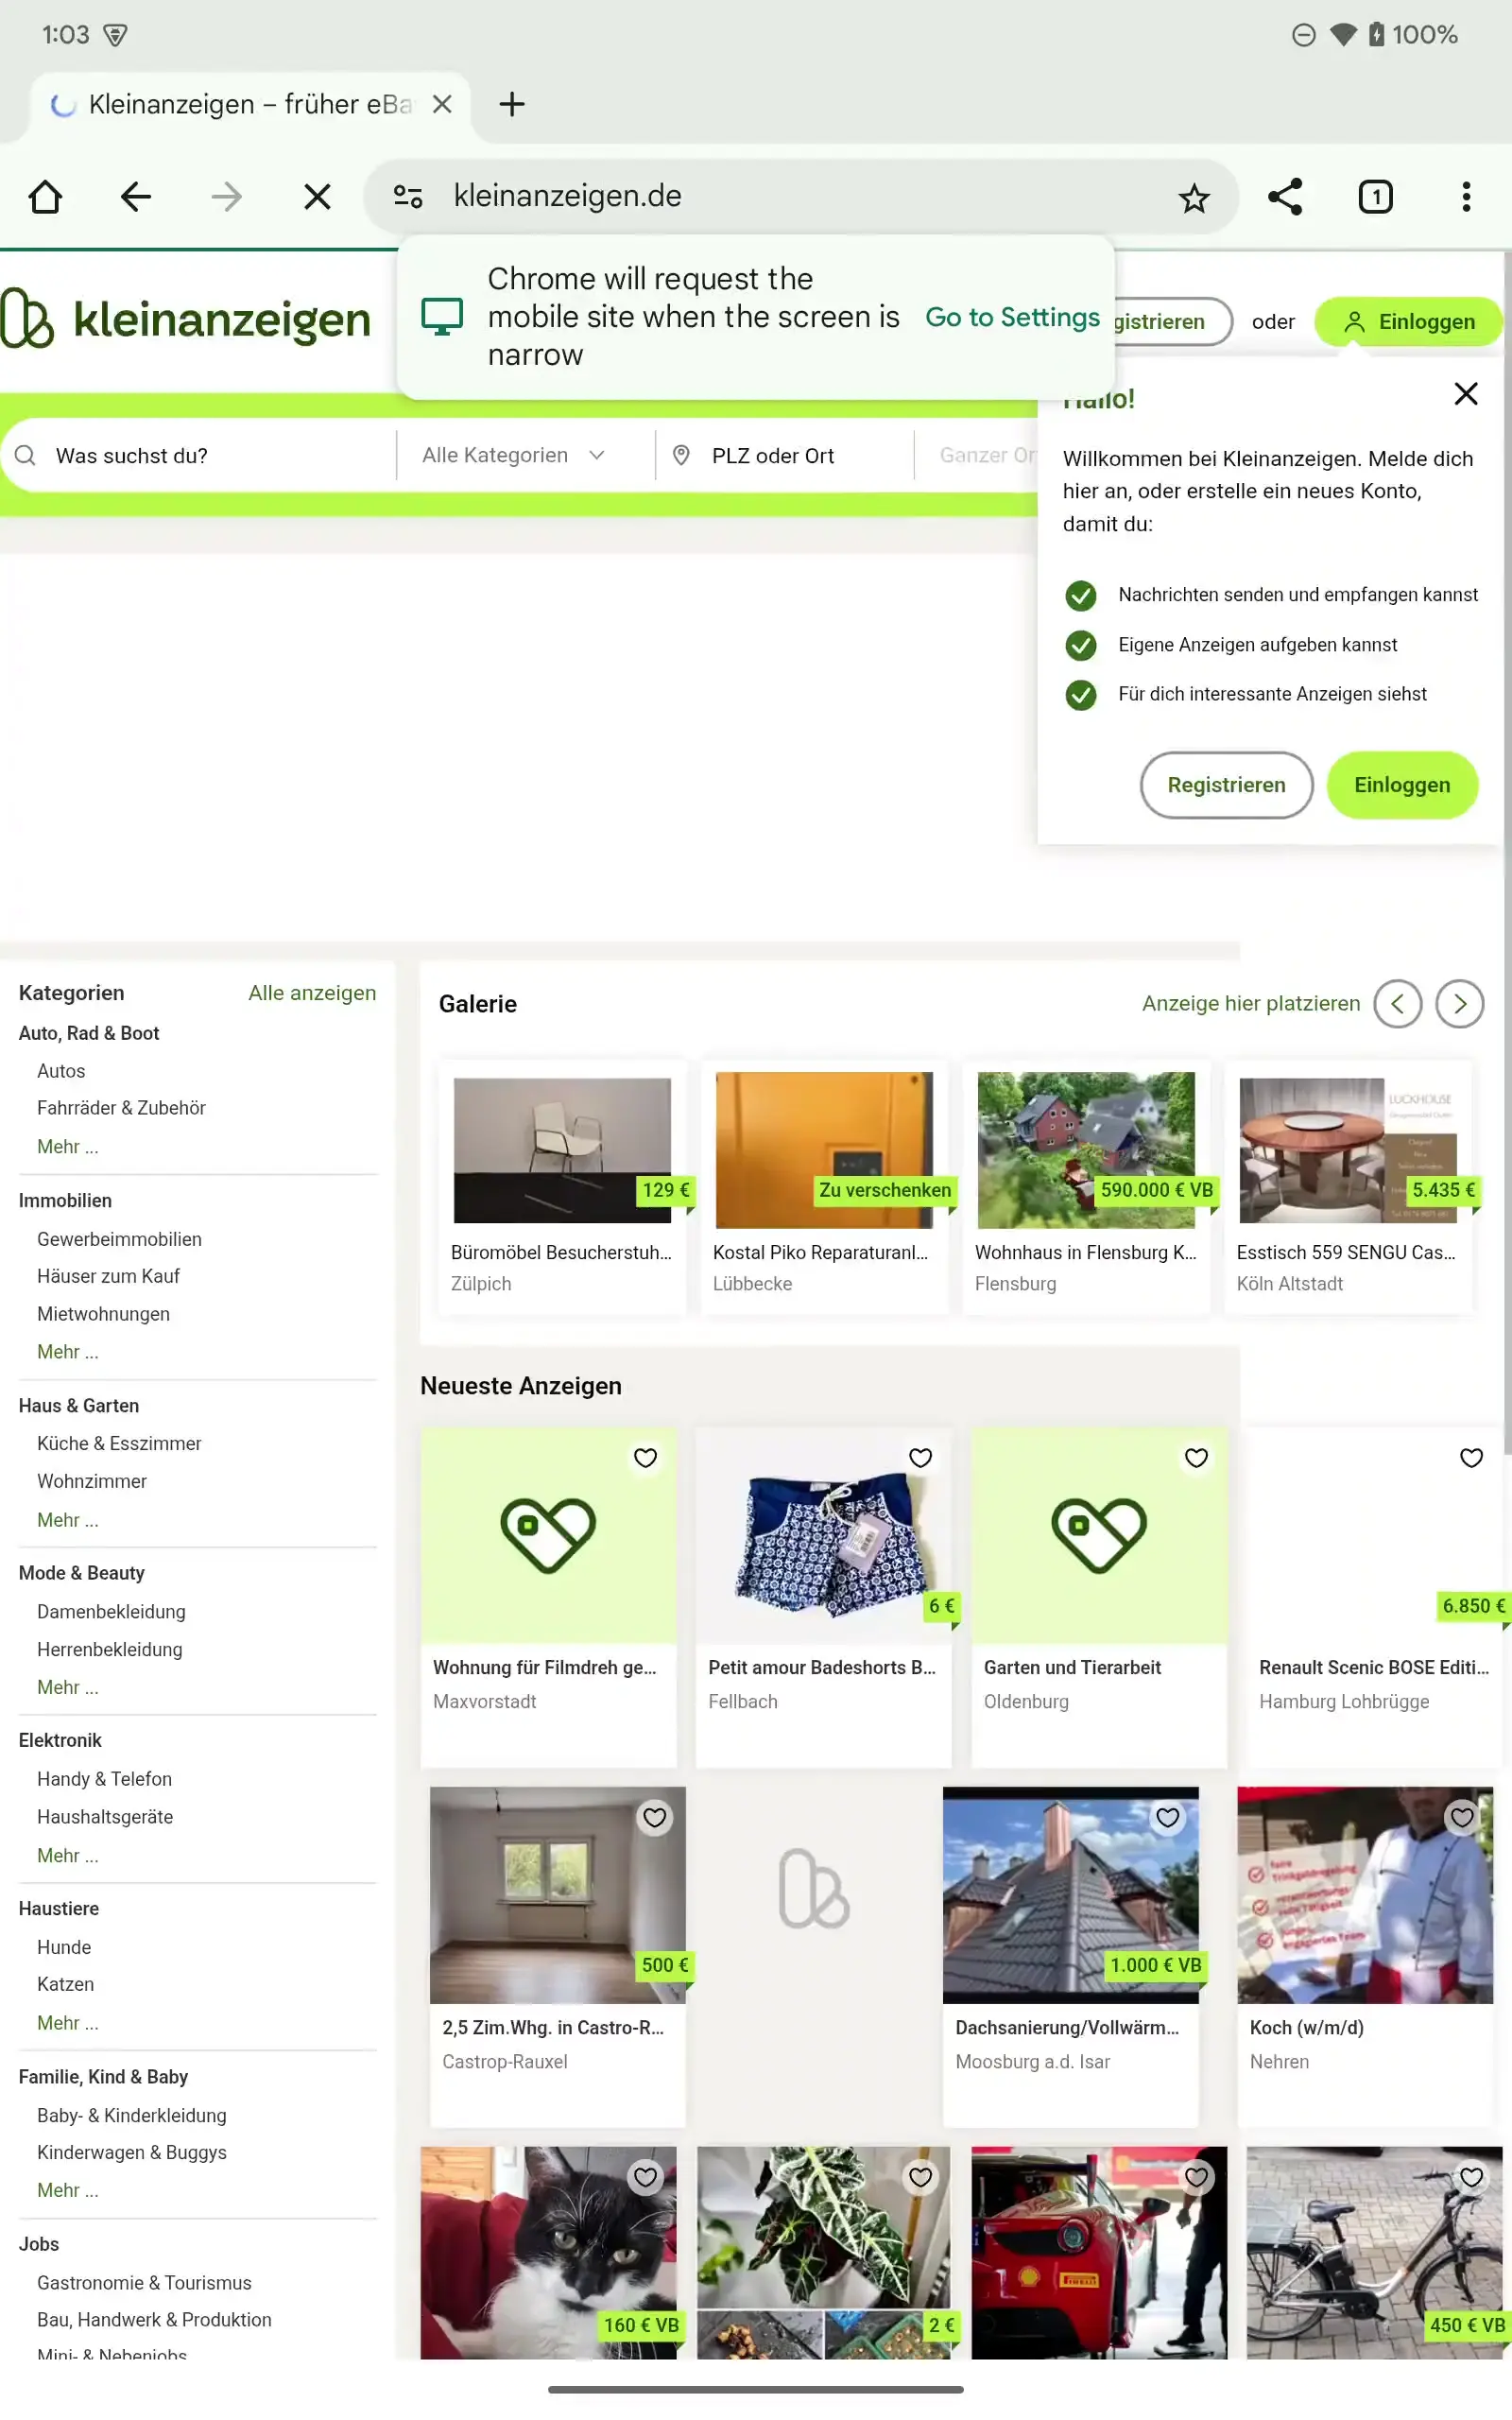 1:03
100%
Kleinanzeigen – früher eBa
kleinanzeigen.de
1
Chrome will request the
mobile site when the screen is
narrow
Go to Settings
kleinanzeigen
gistrieren
oder
Einloggen
Hallo!
Was suchst du?
Alle Kategorien
PLZ oder Ort
Ganzer Or
Willkommen bei Kleinanzeigen. Melde dich
hier an, oder erstelle ein neues Konto,
damit du:
Nachrichten senden und empfangen kannst
Eigene Anzeigen aufgeben kannst
Für dich interessante Anzeigen siehst
Registrieren
Einloggen
Kategorien
Alle anzeigen
Auto, Rad & Boot
Autos
Fahrräder & Zubehör
Mehr ...
Immobilien
Gewerbeimmobilien
Häuser zum Kauf
Mietwohnungen
Mehr ...
Haus & Garten
Küche & Esszimmer
Wohnzimmer
Mehr ...
Mode & Beauty
Damenbekleidung
Herrenbekleidung
Mehr ...
Elektronik
Handy & Telefon
Haushaltsgeräte
Mehr ...
Haustiere
Hunde
Katzen
Mehr ...
Familie, Kind & Baby
Baby- & Kinderkleidung
Kinderwagen & Buggys
Mehr ...
Jobs
Gastronomie & Tourismus
Bau, Handwerk & Produktion
Mini- & Nebenjobs
Galerie
Anzeige hier platzieren
LUCKHOUSE
129 €
Zu verschenken
590.000 € VB
5.435 €
Büromöbel Besucherstuh...
Zülpich
Kostal Piko Reparaturanl...
Lübbecke
Wohnhaus in Flensburg K...
Flensburg
Esstisch 559 SENGU Cas...
Köln Altstadt
Neueste Anzeigen
6 €
6.850 €
Wohnung für Filmdreh ge...
Maxvorstadt
Petit amour Badeshorts B...
Fellbach
Garten und Tierarbeit
Oldenburg
Renault Scenic BOSE Editi...
Hamburg Lohbrügge
500 €
1.000 € VB
2,5 Zim.Whg. in Castro-R...
Castrop-Rauxel
Dachsanierung/Vollwärm...
Moosburg a.d. Isar
Koch (w/m/d)
Nehren
160 € VB
2 €
PIRELLI
450 € VB